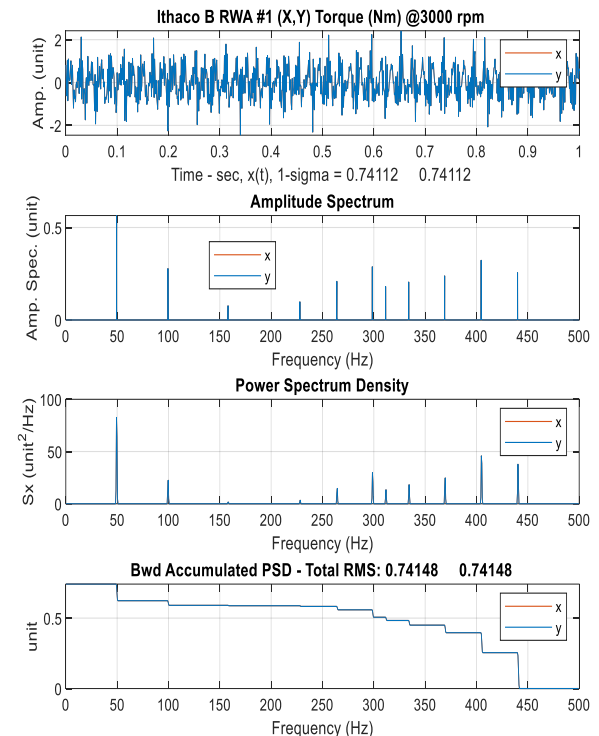 Ithaco B RWA #1 (X,Y) Torque (Nm) @3000 rpm
Amp. (unit)
2
0
-2
x
y
0 0.1 0.2 0.3 0.4 0.5 0.6 0.7 0.8 0.9 1
Time - sec, x(t), 1-sigma = 0.74112 0.74112
Amplitude Spectrum
Amp. Spec. (unit)
0.5
0
x
y
0 50 100 150 200 250 300 350 400 450 500
Frequency (Hz)
Power Spectrum Density
Sx (unit²/Hz)
100
50
0
x
y
0 50 100 150 200 250 300 350 400 450 500
Frequency (Hz)
Bwd Accumulated PSD - Total RMS: 0.74148 0.74148
unit
0.5
0
x
y
0 50 100 150 200 250 300 350 400 450 500
Frequency (Hz)